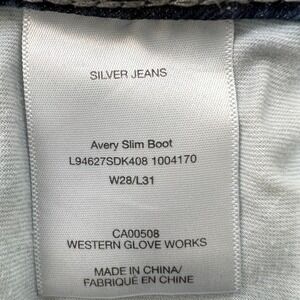 SILVER JEANS
Avery Slim Boot
L94627SDK408 1004170
W28/L31
CA00508
WESTERN GLOVE WORKS
MADE IN CHINA/
FABRIQUÉ EN CHINE